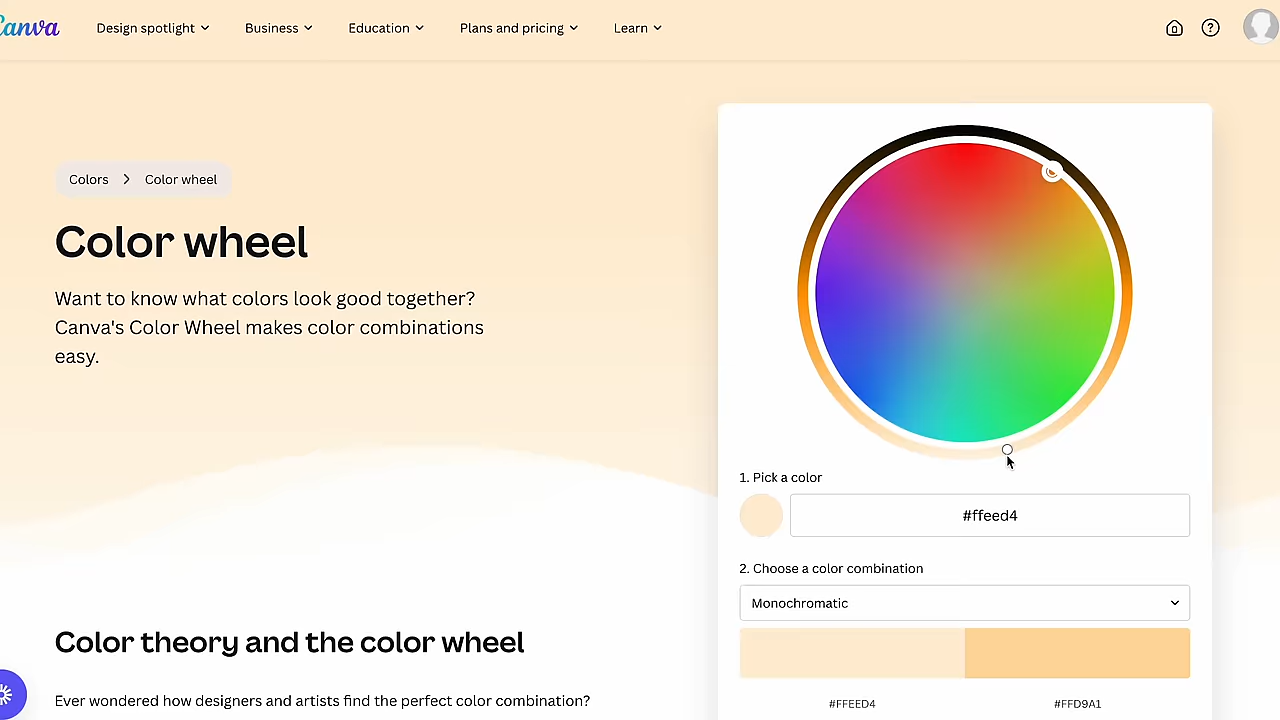 Canva
Design spotlight
Business
Education
Plans and pricing
Learn
Colors
Color wheel
Color wheel
Want to know what colors look good together?
Canva's Color Wheel makes color combinations
easy.
1. Pick a color
#ffeed4
2. Choose a color combination
Monochromatic
#FFEED4
#FFD9A1
Color theory and the color wheel
Ever wondered how designers and artists find the perfect color combination?